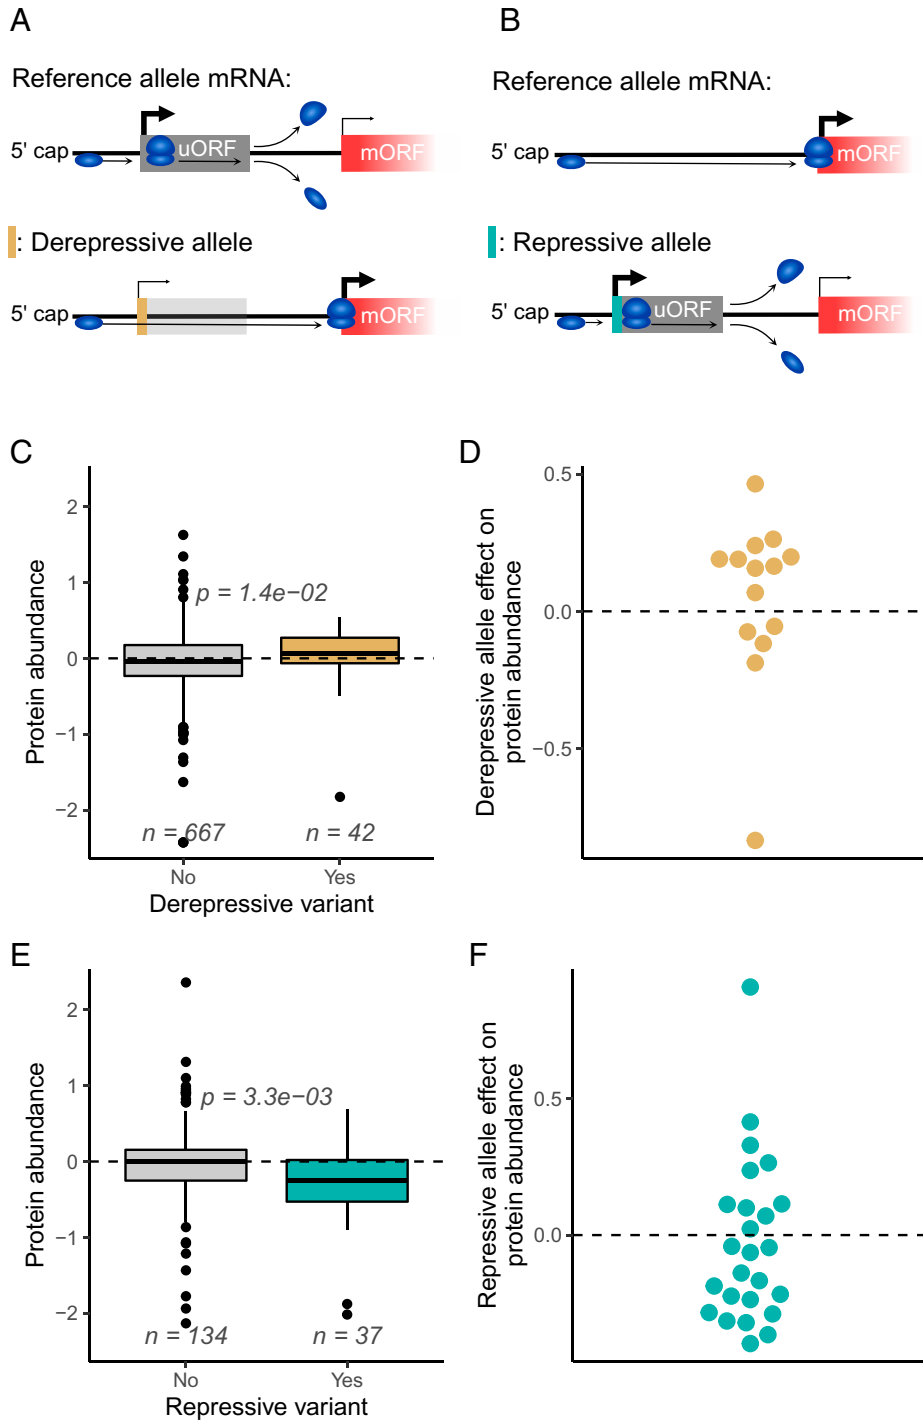 A
B
Reference allele mRNA:
Reference allele mRNA:
5' cap
uORF
mORF
5' cap
mORF
: Derepressive allele
: Repressive allele
5' cap
mORF
5' cap
uORF
mORF
C
D
Protein abundance
2
1
0
−1
−2
p = 1.4e−02
n = 667
n = 42
No
Yes
Derepressive variant
Derepressive allele effect on
protein abundance
0.5
0.0
−0.5
E
F
Protein abundance
2
1
0
−1
−2
p = 3.3e−03
n = 134
n = 37
No
Yes
Repressive variant
Repressive allele effect on
protein abundance
0.5
0.0